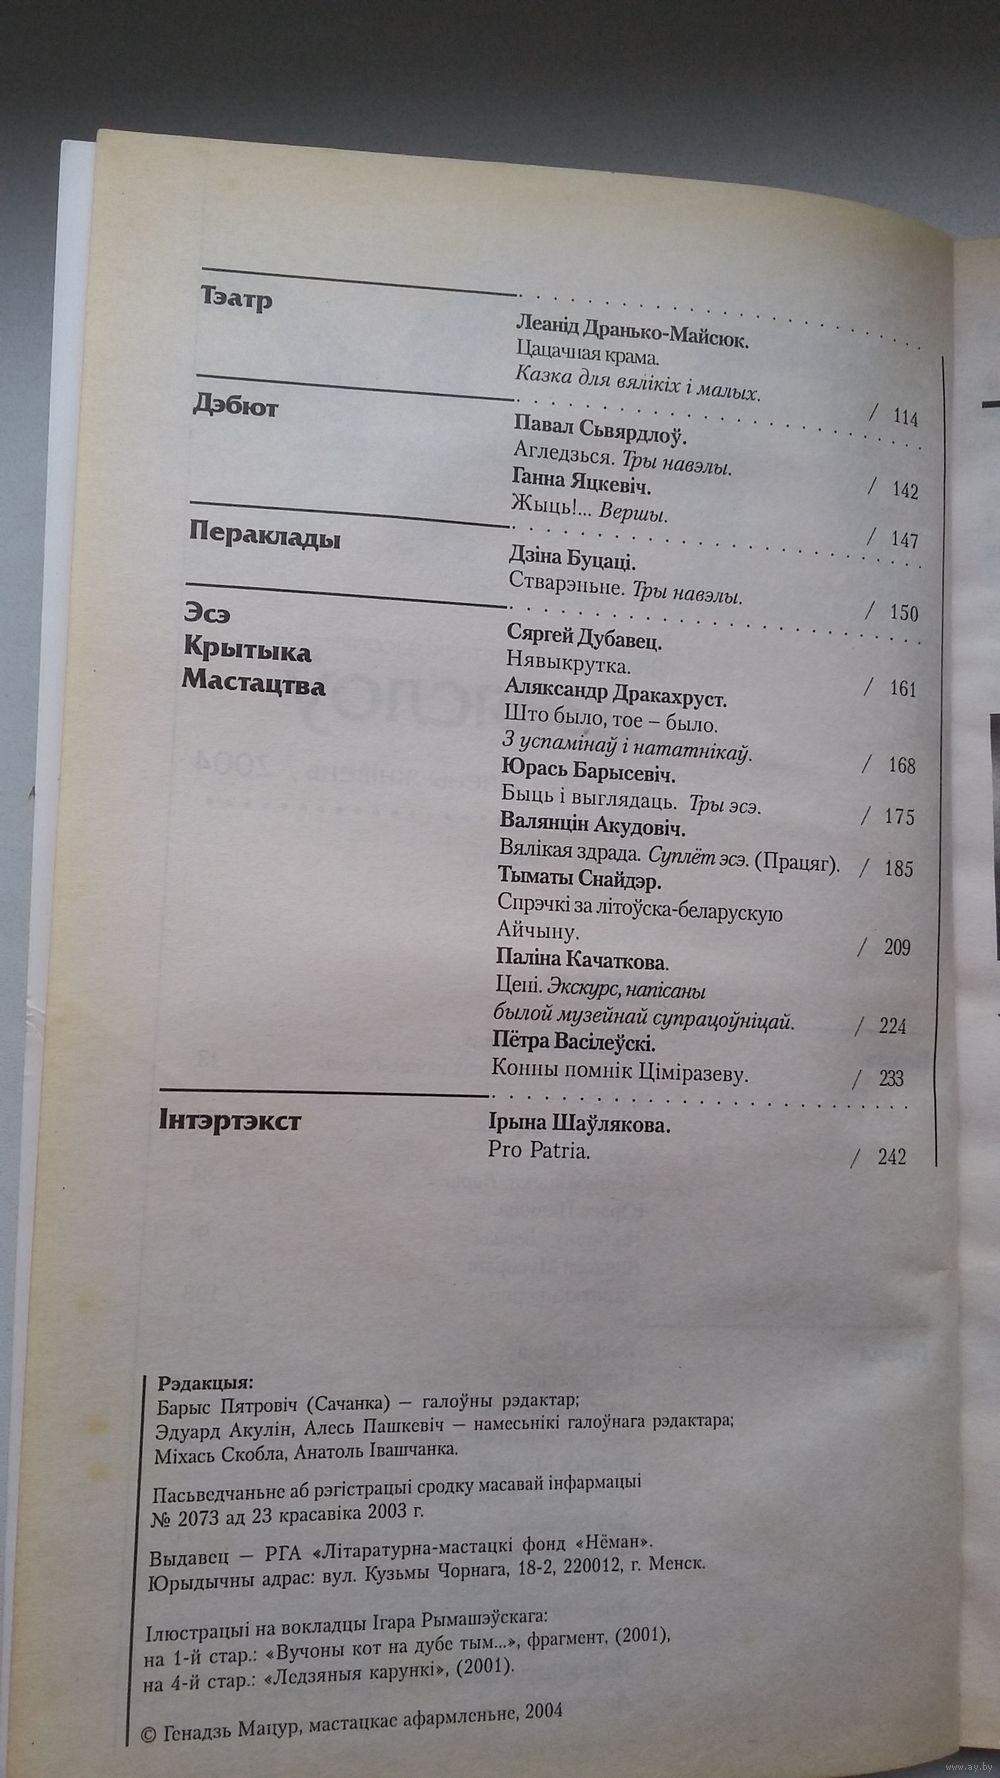 Тэатр
Леанід Дранько-Майсюк.
Цацачная крама.
Казка для вялікіх і малых. / 114
Дэбют
Павал Сьвярдлоў.
Агледзься. Тры навэлы. / 142
Ганна Яцкевіч.
Жыць!... Вершы. / 147
Пераклады
Дзіна Буцаці.
Стварэньне. Тры навэлы. / 150
Эсэ
Крытыка
Мастацтва
Сяргей Дубавец.
Нявыкрутка. / 161
Аляксандр Дракахруст.
Што было, тое – было.
З успамінаў і нататнікаў. / 168
Юрась Барысевіч.
Быць і выглядаць. Тры эсэ. / 175
Валянцін Акудовіч.
Вялікая здрада. Суплёт эсэ. (Працяг). / 185
Тыматы Снайдэр.
Спрэчкі за літоўска-беларускую
Айчыну. / 209
Паліна Качаткова.
Цені. Экскурс, напісаны
былой музейнай супрацоўніцай. / 224
Пётра Васілеўскі.
Конны помнік Ціміразеву. / 233
Інтэртэкст
Ірына Шаўлякова.
Pro Patria. / 242
Рэдакцыя:
Барыс Пятровіч (Сачанка) — галоўны рэдактар;
Эдуард Акулін, Алесь Пашкевіч — намесьнікі галоўнага рэдактара;
Міхась Скобла, Анатоль Івашчанка.
Пасьведчаньне аб рэгістрацыі сродку масавай інфармацыі
№ 2073 ад 23 красавіка 2003 г.
Выдавец — РГА «Літаратурна-мастацкі фонд «Нёман».
Юрыдычны адрас: вул. Кузьмы Чорнага, 18-2, 220012, г. Менск.
Ілюстрацыі на вокладцы Ігара Рымашэўскага:
на 1-й стар.: «Вучоны кот на дубе тым...», фрагмент, (2001),
на 4-й стар.: «Ледзяныя карункі», (2001).
© Генадзь Мацур, мастацкае афармленьне, 2004
www.ay.by